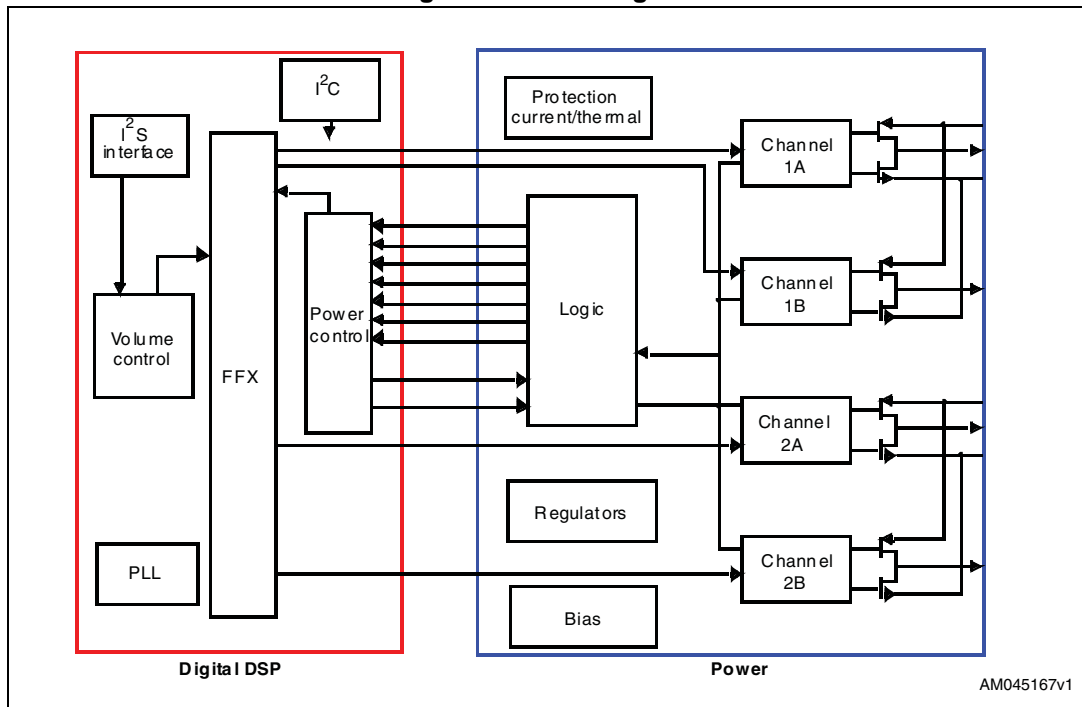 I2C
I2S
interface
Volume
control
FFX
Power
control
PLL
Digital DSP
Protection
current/thermal
Logic
Regulators
Bias
Channel
1A
Channel
1B
Channel
2A
Channel
2B
Power
AM045167v1